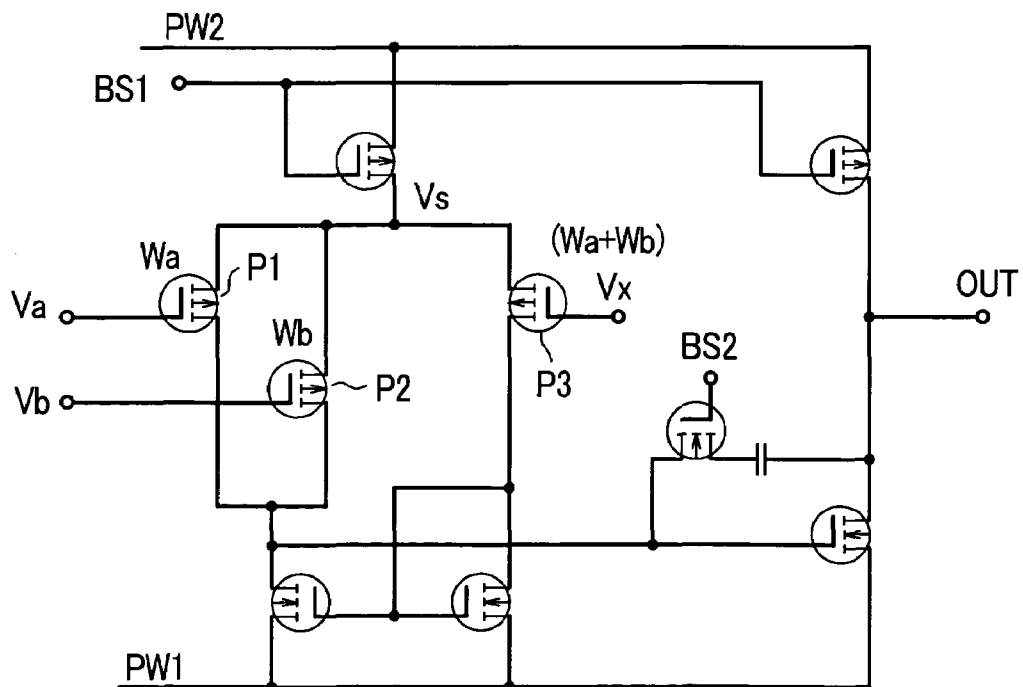 PW2
BS1
Vs
Wa
P1
(Wa+Wb)
Va
Vx
OUT
Wb
BS2
P2
P3
Vb
PW1